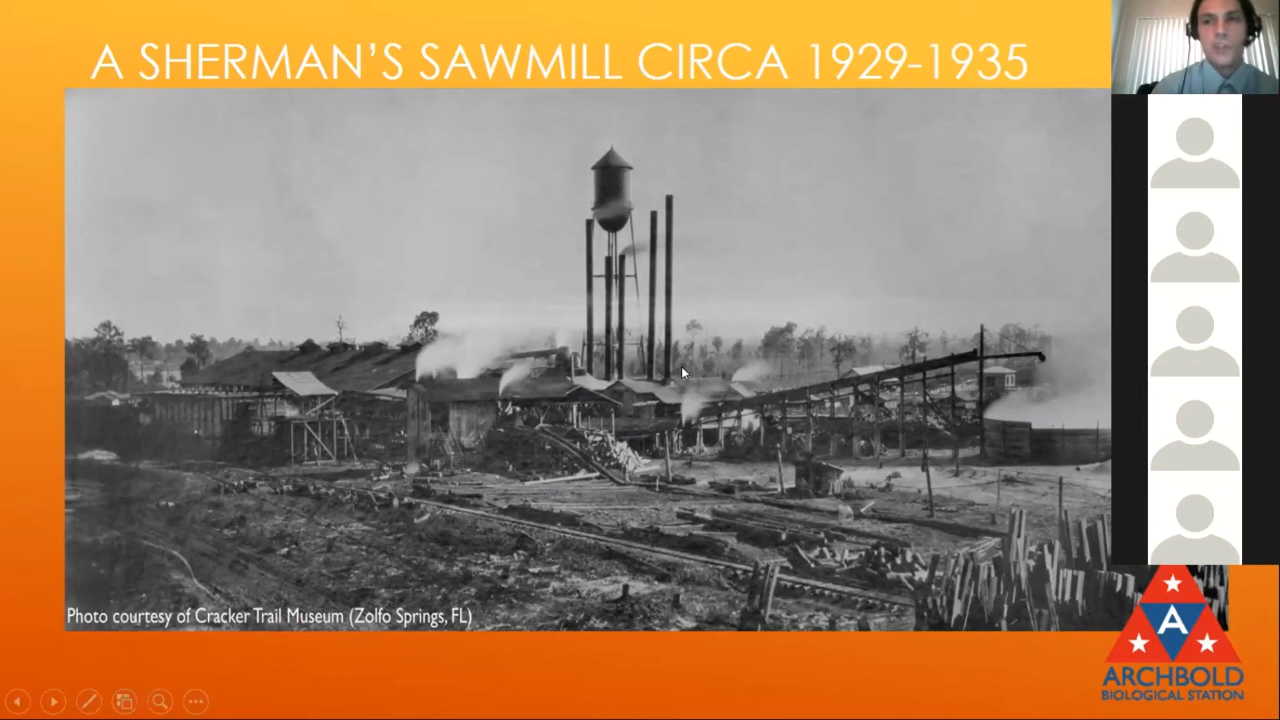 A SHERMAN'S SAWMILL CIRCA 1929-1935
Photo courtesy of Cracker Trail Museum (Zolfo Springs, FL)
A
ARCHBOLD
BIOLOGICAL STATION